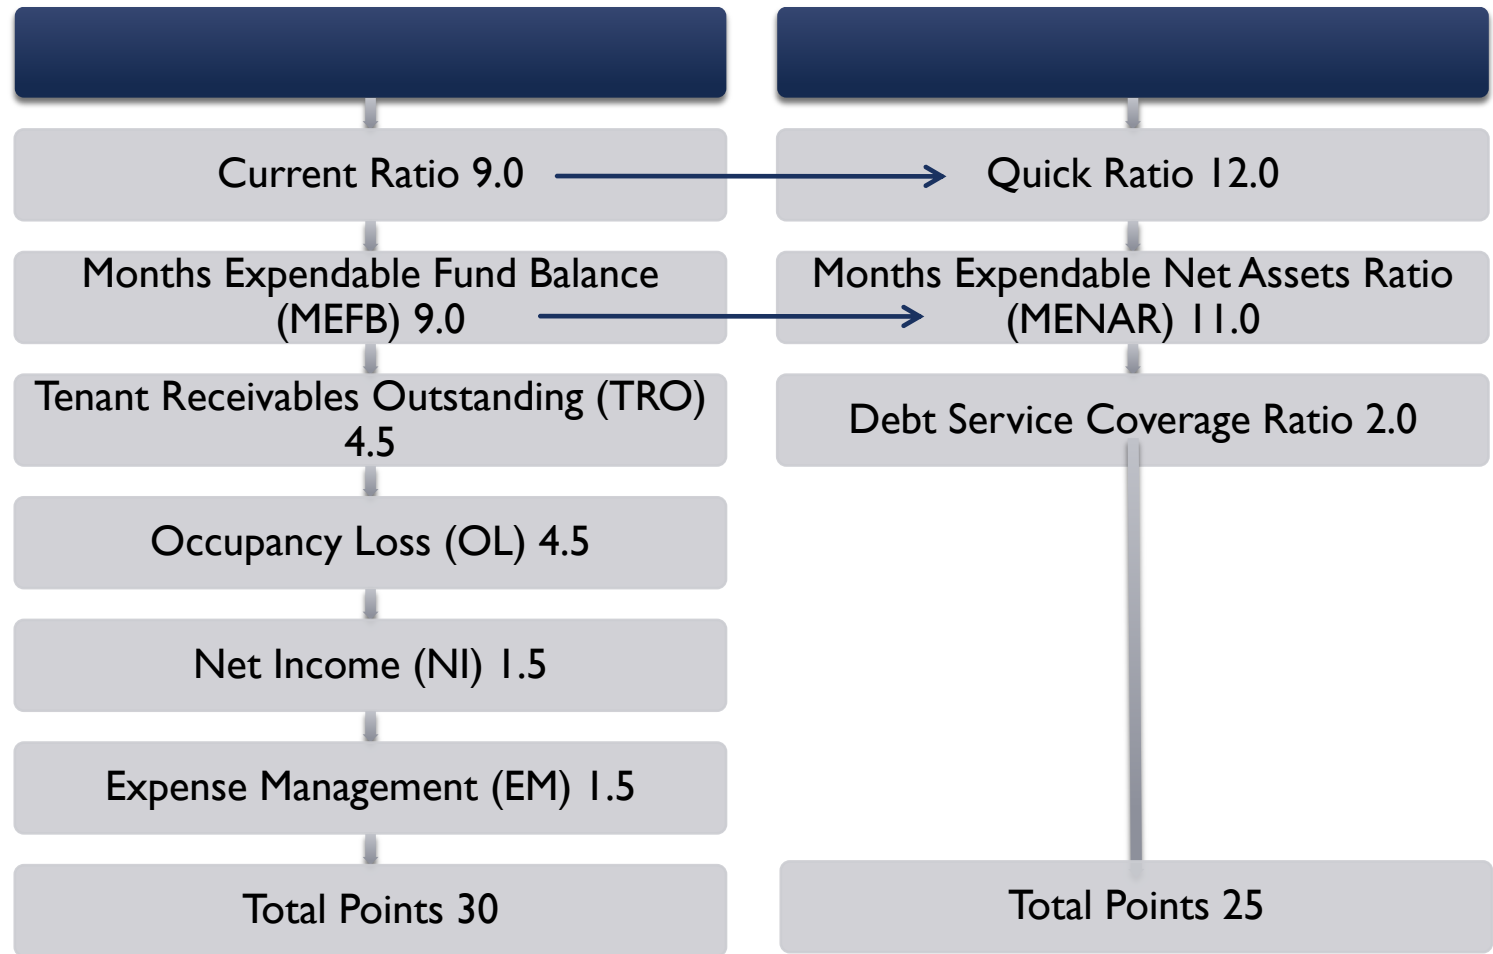 Current Ratio 9.0
Months Expendable Fund Balance
(MEFB) 9.0
Tenant Receivables Outstanding (TRO)
4.5
Occupancy Loss (OL) 4.5
Net Income (NI) 1.5
Expense Management (EM) 1.5
Total Points 30
Quick Ratio 12.0
Months Expendable Net Assets Ratio
(MENAR) 11.0
Debt Service Coverage Ratio 2.0
Total Points 25